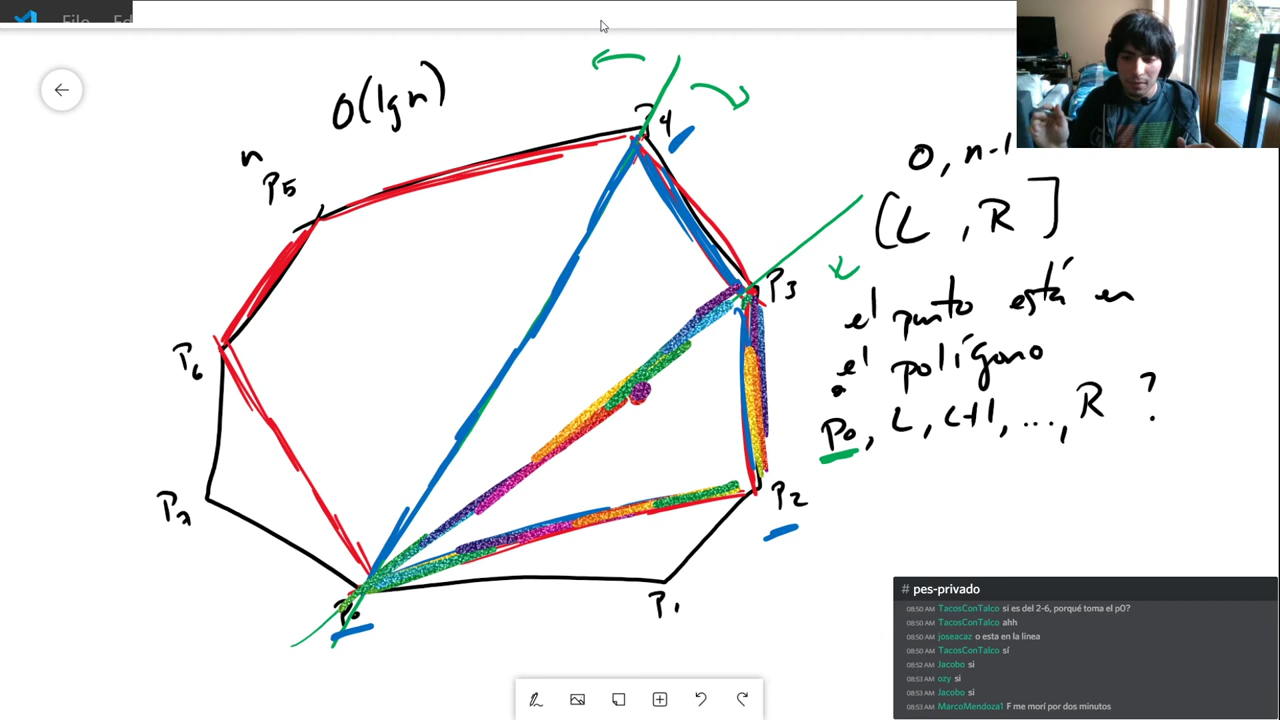 File Ed
O(lgn)
n
P5
P4
0, n-1
[L, R]
P3
el punto está en
el polígono
P0, L, L+1, ..., R ?
P6
P2
P7
P0
P1
# pes-privado
08:50 AM TacosConTalco si es del 2-6, porqué toma el p0?
08:50 AM TacosConTalco ahh
08:50 AM joseacaz o esta en la linea
08:50 AM TacosConTalco sí
08:52 AM Jacobo si
08:53 AM ozy si
08:53 AM Jacobo si
08:53 AM MarcoMendoza1 F me morí por dos minutos